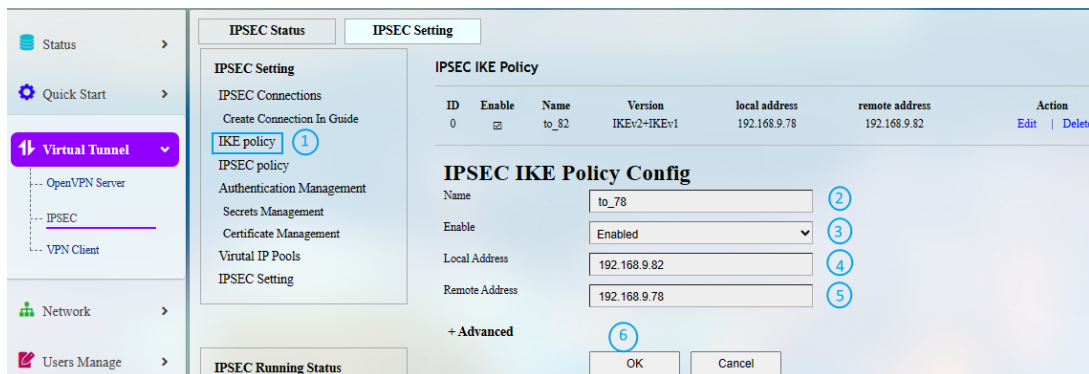 Status
Quick Start
Virtual Tunnel
OpenVPN Server
IPSEC
VPN Client
Network
Users Manage
IPSEC Status
IPSEC Setting
IPSEC Setting
IPSEC Connections
Create Connection In Guide
IKE policy 1
IPSEC policy
Authentication Management
Secrets Management
Certificate Management
Virutal IP Pools
IPSEC Setting
IPSEC Running Status
IPSEC IKE Policy
ID Enable Name Version local address remote address Action
0 to_82 IKEv2+IKEv1 192.168.9.78 192.168.9.82 Edit | Delete
IPSEC IKE Policy Config
Name to_78 2
Enable Enabled 3
Local Address 192.168.9.82 4
Remote Address 192.168.9.78 5
+ Advanced 6
OK Cancel